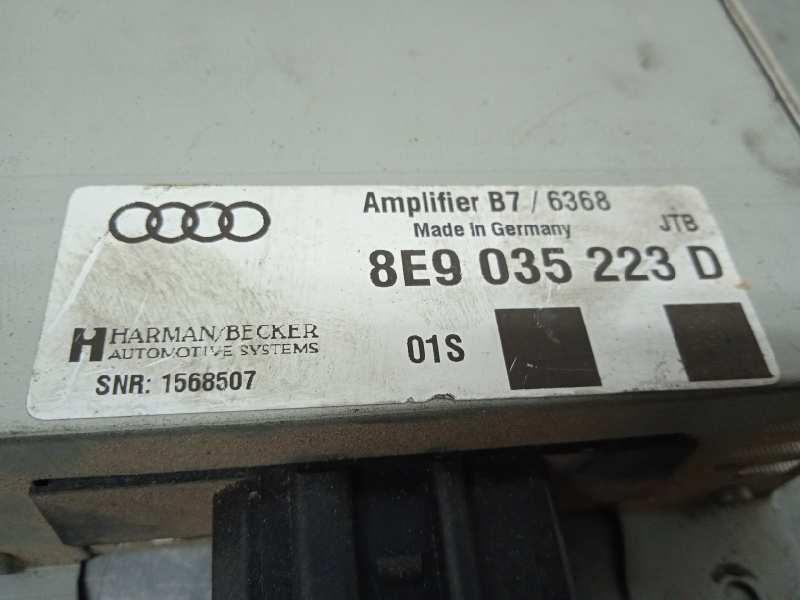 Amplifier B7 / 6368
Made in Germany
JTB
8E9 035 223 D
HARMAN/BECKER
AUTOMOTIVE SYSTEMS
01S
SNR: 1568507